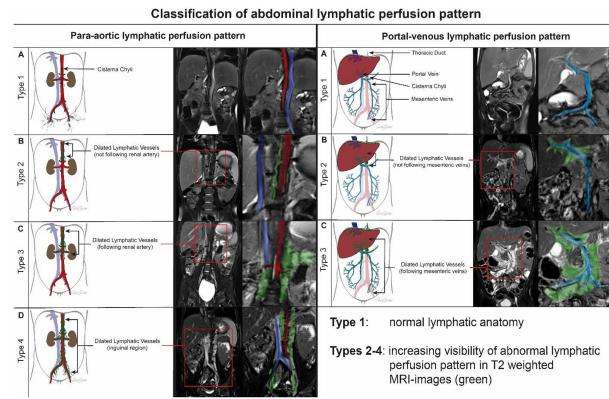 Classification of abdominal lymphatic perfusion pattern
Para-aortic lymphatic perfusion pattern
A
Type 1
Cisterna Chyli
B
Type 2
Dilated Lymphatic Vessels
(not following renal artery)
C
Type 3
Dilated Lymphatic Vessels
(following renal artery)
D
Type 4
Dilated Lymphatic Vessels
(inguinal region)
Portal-venous lymphatic perfusion pattern
A
Type 1
Thoracic Duct
Portal Vein
Cisterna Chyli
Mesenteric Veins
B
Type 2
Dilated Lymphatic Vessels
(not following mesenteric veins)
C
Type 3
Dilated Lymphatic Vessels
(following mesenteric veins)
Type 1: normal lymphatic anatomy
Types 2-4: increasing visibility of abnormal lymphatic
perfusion pattern in T2 weighted
MRI-images (green)